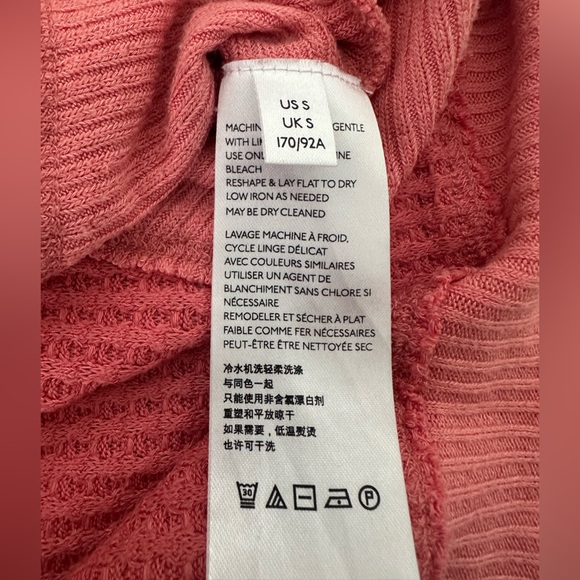 US S
UK S
170/92A
MACHIN GENTLE
WITH LI
USE ONL INE
BLEACH
RESHAPE & LAY FLAT TO DRY
LOW IRON AS NEEDED
MAY BE DRY CLEANED
LAVAGE MACHINE À FROID,
CYCLE LINGE DÉLICAT
AVEC COULEURS SIMILAIRES
UTILISER UN AGENT DE
BLANCHIMENT SANS CHLORE SI
NÉCESSAIRE
REMODELER ET SÉCHER À PLAT
FAIBLE COMME FER NÉCESSAIRES
PEUT-ÊTRE ÊTRE NETTOYÉE SEC
冷水机洗轻柔洗涤
与同色一起
只能使用非含氯漂白剂
重塑和平放晾干
如果需要，低温熨烫
也许可干洗
30
P